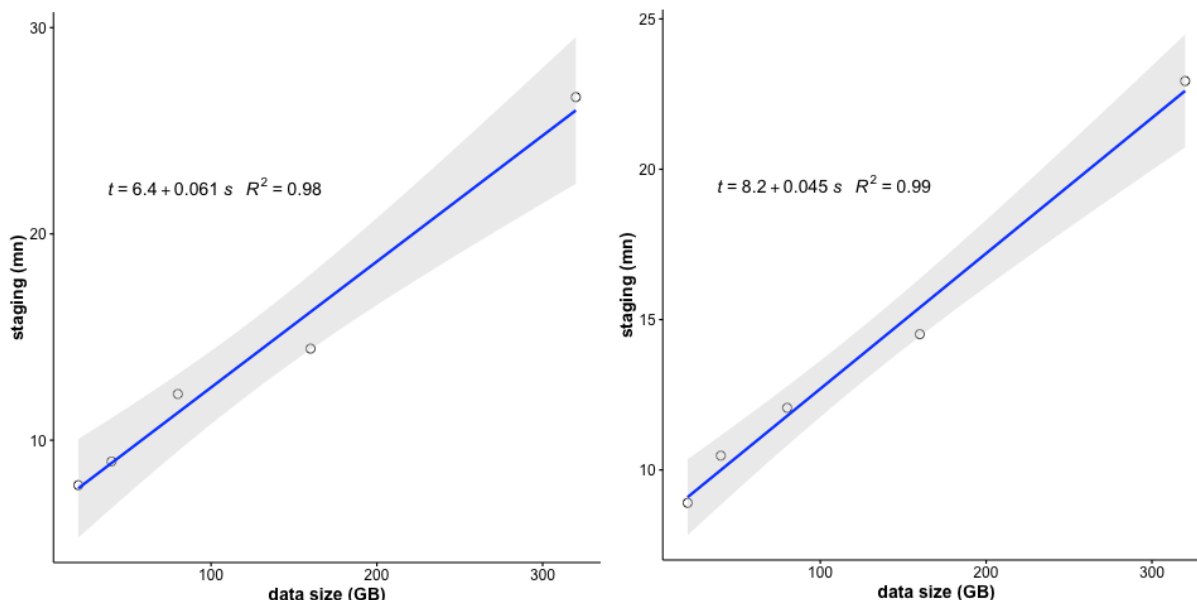 30
20
10
staging (mn)
t = 6.4 + 0.061 s R² = 0.98
100 200 300
data size (GB)
25
20
15
10
staging (mn)
t = 8.2 + 0.045 s R² = 0.99
100 200 300
data size (GB)